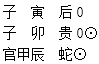 子　寅　后0
子　卯　贵0⊙
官甲辰　蛇⊙